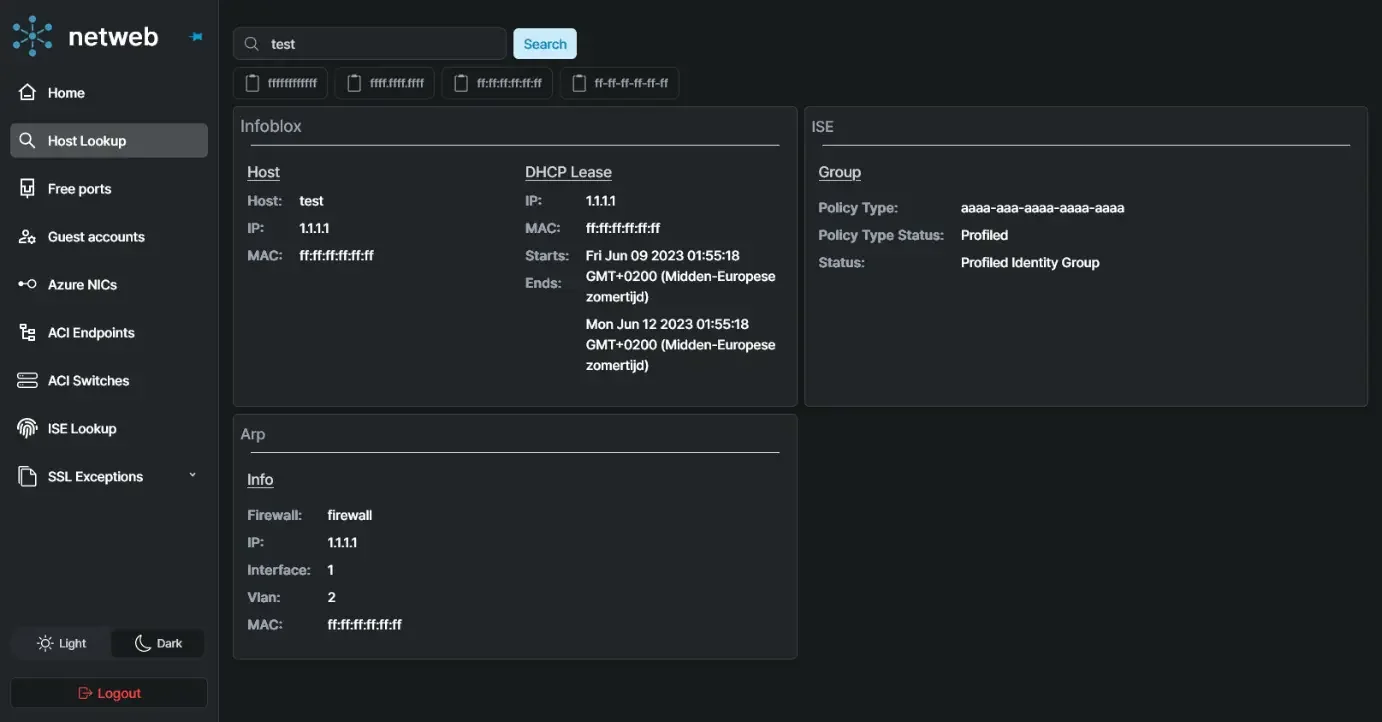 netweb
Home
Host Lookup
Free ports
Guest accounts
Azure NICs
ACI Endpoints
ACI Switches
ISE Lookup
SSL Exceptions
Light Dark
Logout
test Search
ffffffffffff ffff.ffff.ffff ff:ff:ff:ff:ff:ff ff-ff-ff-ff-ff-ff
Infoblox
Host
Host: test
IP: 1.1.1.1
MAC: ff:ff:ff:ff:ff:ff
DHCP Lease
IP: 1.1.1.1
MAC: ff:ff:ff:ff:ff:ff
Starts: Fri Jun 09 2023 01:55:18
Ends: GMT+0200 (Midden-Europese
zomertijd)
Mon Jun 12 2023 01:55:18
GMT+0200 (Midden-Europese
zomertijd)
ISE
Group
Policy Type: aaaa-aaa-aaaa-aaaa-aaaa
Policy Type Status: Profiled
Status: Profiled Identity Group
Arp
Info
Firewall: firewall
IP: 1.1.1.1
Interface: 1
Vlan: 2
MAC: ff:ff:ff:ff:ff:ff